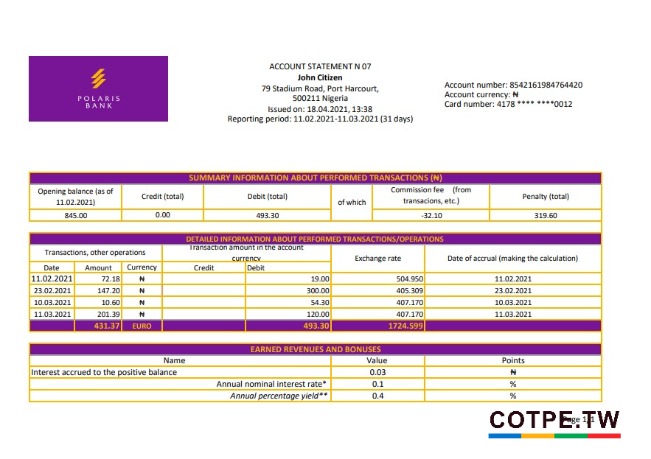 POLARIS
BANK
ACCOUNT STATEMENT N 07
John Citizen
79 Stadium Road, Port Harcourt,
500211 Nigeria
Issued on: 18.04.2021, 13:38
Reporting period: 11.02.2021-11.03.2021 (31 days)
Account number: 8542161984764420
Account currency: ₦
Card number: 4178 **** ****0012
SUMMARY INFORMATION ABOUT PERFORMED TRANSACTIONS (₦)
Opening balance (as of 11.02.2021) Credit (total) Debit (total) of which Commission fee (from transacions, etc.) Penalty (total)
845.00 0.00 493.30 -32.10 319.60
DETAILED INFORMATION ABOUT PERFORMED TRANSACTIONS/OPERATIONS
Transactions, other operations Transaction amount in the account currency Exchange rate Date of accrual (making the calculation)
Date Amount Currency Credit Debit
11.02.2021 72.18 ₦ 19.00 504.950 11.02.2021
23.02.2021 147.20 ₦ 300.00 405.309 23.02.2021
10.03.2021 10.60 ₦ 54.30 407.170 10.03.2021
11.03.2021 201.39 ₦ 120.00 407.170 11.03.2021
431.37 EURO 493.30 1724.599
EARNED REVENUES AND BONUSES
Name Value Points
Interest accrued to the positive balance 0.03 ₦
Annual nominal interest rate* 0.1 %
Annual percentage yield** 0.4 %
Page 1/1
COTPE.TW